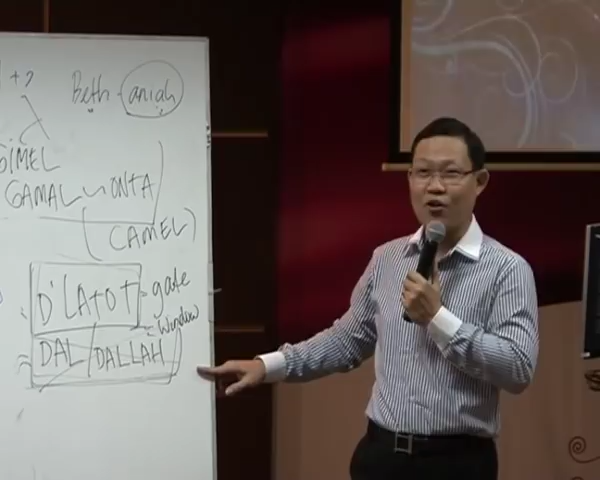 + ?
Beth - aniah
GIMEL
GAMAL ~ ONTA
(CAMEL)
D'LATOT = gate
= Window
DAL / DALLAH